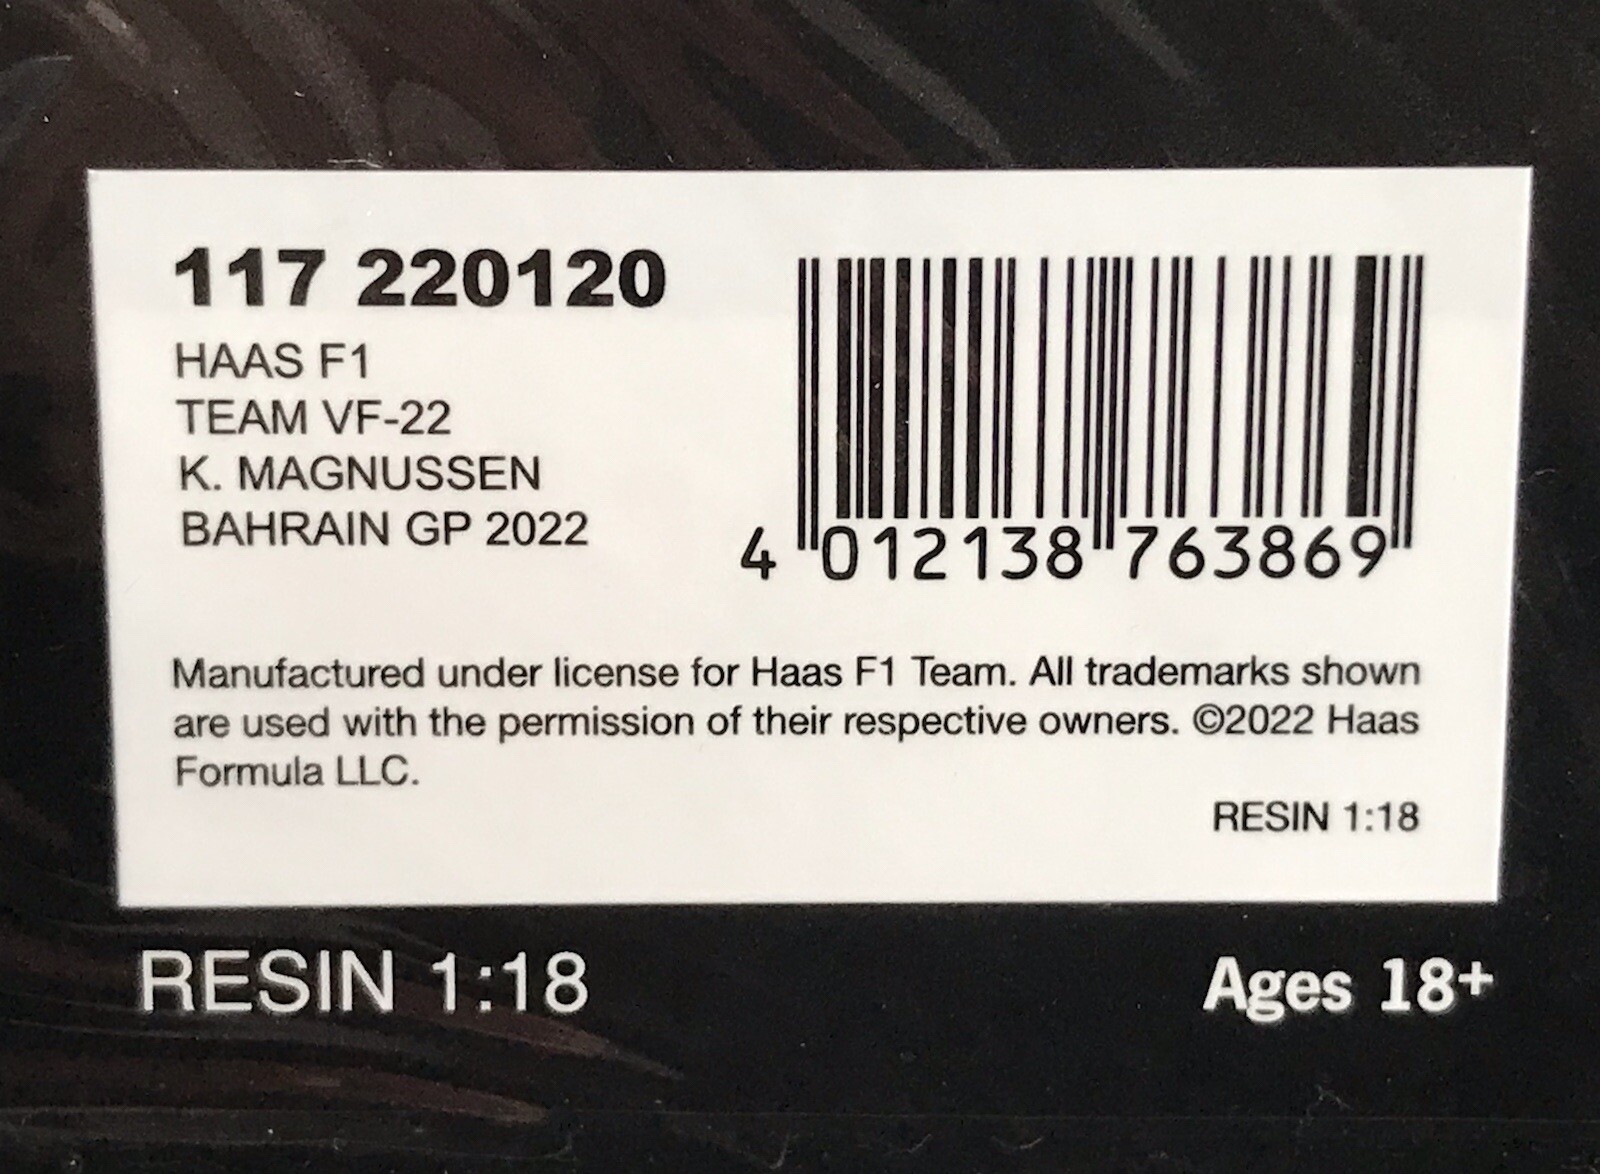 117 220120
HAAS F1
TEAM VF-22
K. MAGNUSSEN
BAHRAIN GP 2022
4 012138 763869
Manufactured under license for Haas F1 Team. All trademarks shown
are used with the permission of their respective owners. ©2022 Haas
Formula LLC.
RESIN 1:18
RESIN 1:18
Ages 18+